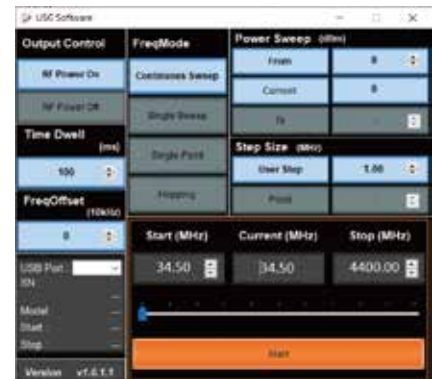 USG Software
Output Control
RF Power On
RF Power Off
Time Dwell
(ms)
100
FreqOffset
(10kHz)
0
USB Port
SN
Model
Start
Stop
Version v1.0.1.1
FreqMode
Continuous Sweep
Single Sweep
Single Point
Hopping
Power Sweep (dBm)
From 0
Current 0
To
Step Size (MHz)
User Step 1.00
Point
Start (MHz) Current (MHz) Stop (MHz)
34.50 34.50 4400.00
Start